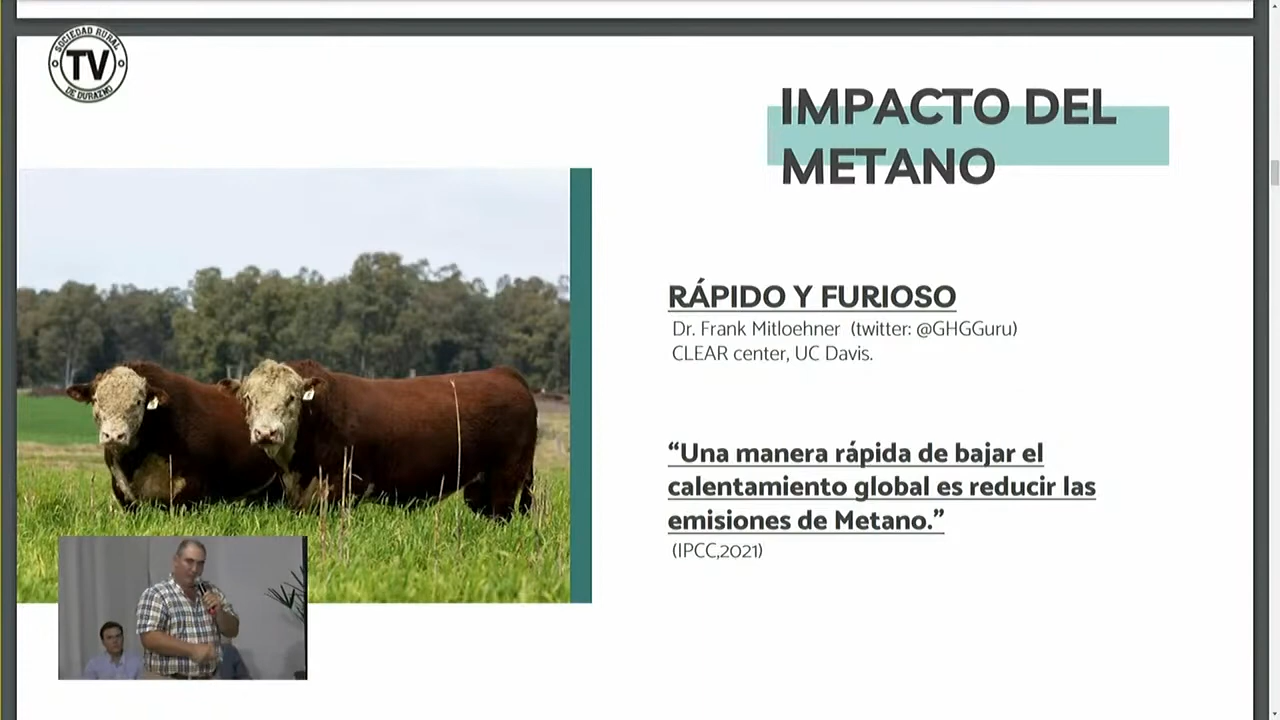 SOCIEDAD RURAL
TV
DE DURAZNO
IMPACTO DEL
METANO
RÁPIDO Y FURIOSO
Dr. Frank Mitloehner (twitter: @GHGGuru)
CLEAR center, UC Davis.
“Una manera rápida de bajar el
calentamiento global es reducir las
emisiones de Metano.”
(IPCC,2021)